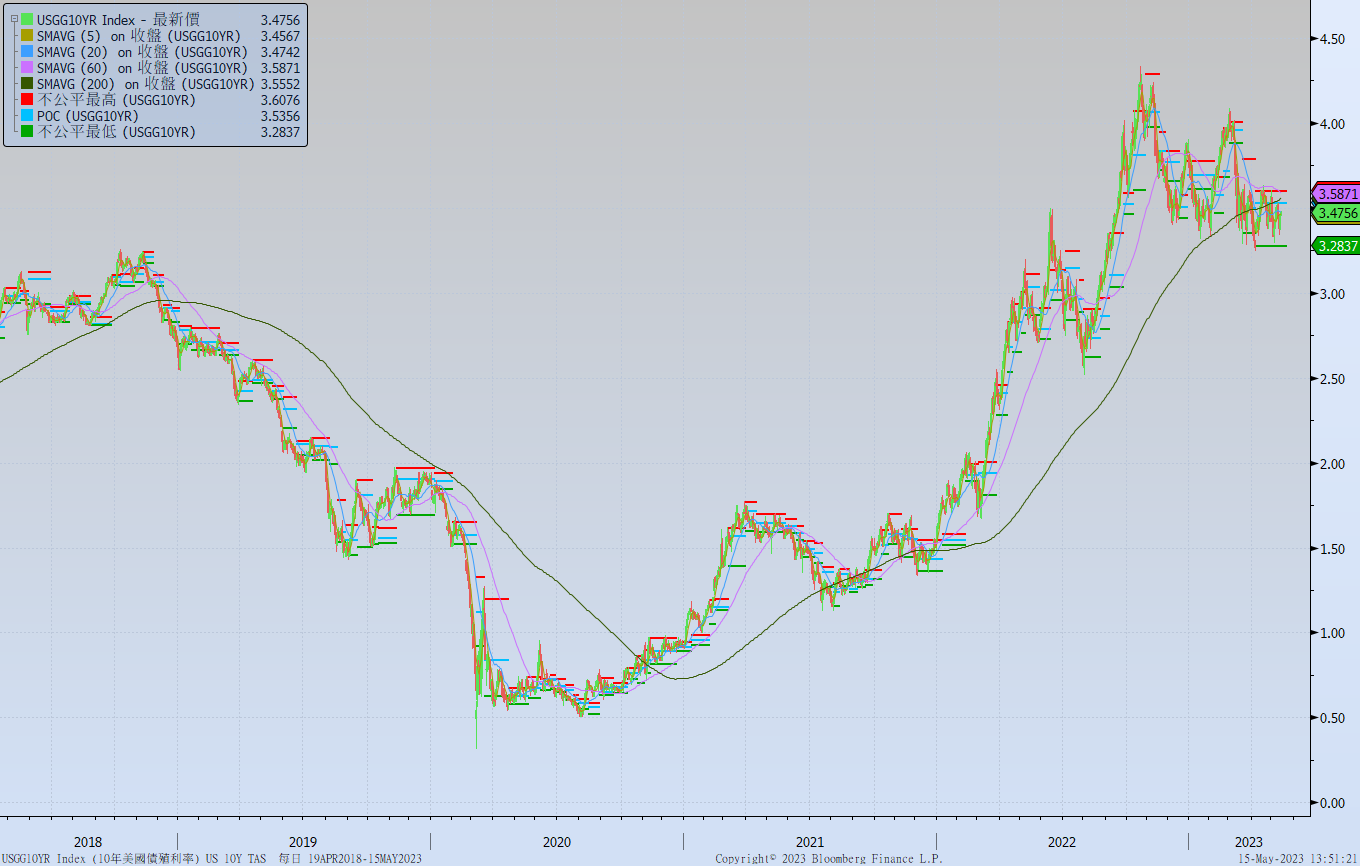 USGG10YR Index - 最新價 3.4756
SMAVG (5) on 收盤 (USGG10YR) 3.4567
SMAVG (20) on 收盤 (USGG10YR) 3.4742
SMAVG (60) on 收盤 (USGG10YR) 3.5871
SMAVG (200) on 收盤 (USGG10YR) 3.5552
不公平最高 (USGG10YR) 3.6076
POC (USGG10YR) 3.5356
不公平最低 (USGG10YR) 3.2837
4.50
4.00
3.5871
3.4756
3.2837
3.00
2.50
2.00
1.50
1.00
0.50
0.00
2018 2019 2020 2021 2022 2023
USGG10YR Index (10年美國債殖利率) US 10Y TAS 每日 19APR2018-15MAY2023 Copyright© 2023 Bloomberg Finance L.P. 15-May-2023 13:51:21